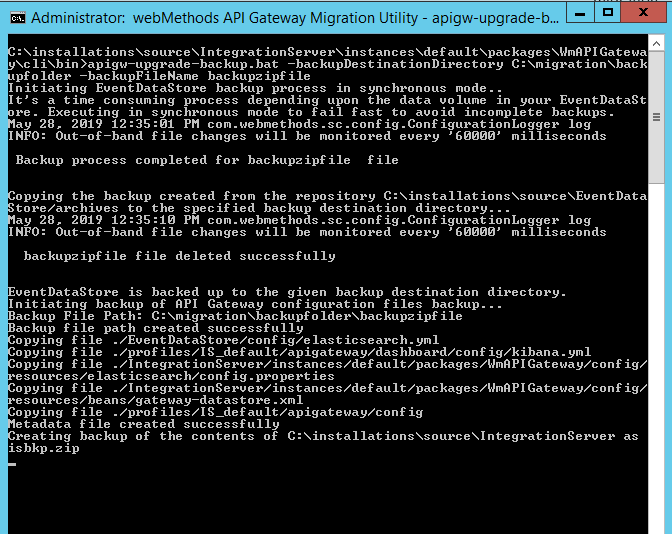 Administrator:  webMethods API Gateway Migration Utility - apigw-upgrade-b...
C:\installations\source\IntegrationServer\instances\default\packages\WmAPIGatewa
y\cli\bin>apigw-upgrade-backup.bat -backupDestinationDirectory C:\migration\back
upfolder -backupFileName backupzipfile
Initiating EventDataStore backup process in synchronous mode..
It's a time consuming process depending upon the data volume in your EventDataSt
ore. Executing in synchronous mode to fail fast to avoid incomplete backups.
May 28, 2019 12:35:01 PM com.webmethods.sc.config.ConfigurationLogger log
INFO: Out-of-band file changes will be monitored every '60000' milliseconds
 Backup process completed for backupzipfile  file
Copying the backup created from the repository C:\installations\source\EventData
Store/archives to the specified backup destination directory...
May 28, 2019 12:35:10 PM com.webmethods.sc.config.ConfigurationLogger log
INFO: Out-of-band file changes will be monitored every '60000' milliseconds
  backupzipfile file deleted successfully
EventDataStore is backed up to the given backup destination directory.
Initiating backup of API Gateway configuration files backup...
Backup File Path: C:\migration\backupfolder\backupzipfile
Backup file path created successfully
Copying file ./EventDataStore/config/elasticsearch.yml
Copying file ./profiles/IS_default/apigateway/dashboard/config/kibana.yml
Copying file ./IntegrationServer/instances/default/packages/WmAPIGateway/config/
resources/elasticsearch/config.properties
Copying file ./IntegrationServer/instances/default/packages/WmAPIGateway/config/
resources/beans/gateway-datastore.xml
Copying file ./profiles/IS_default/apigateway/config
Metadata file created successfully
Creating backup of the contents of C:\installations\source\IntegrationServer as
isbkp.zip